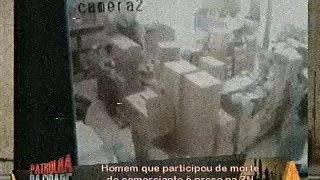 camera2
PATRULHA
DA CIDADE
Homem que participou de morte
de comerciante é preso na ZN